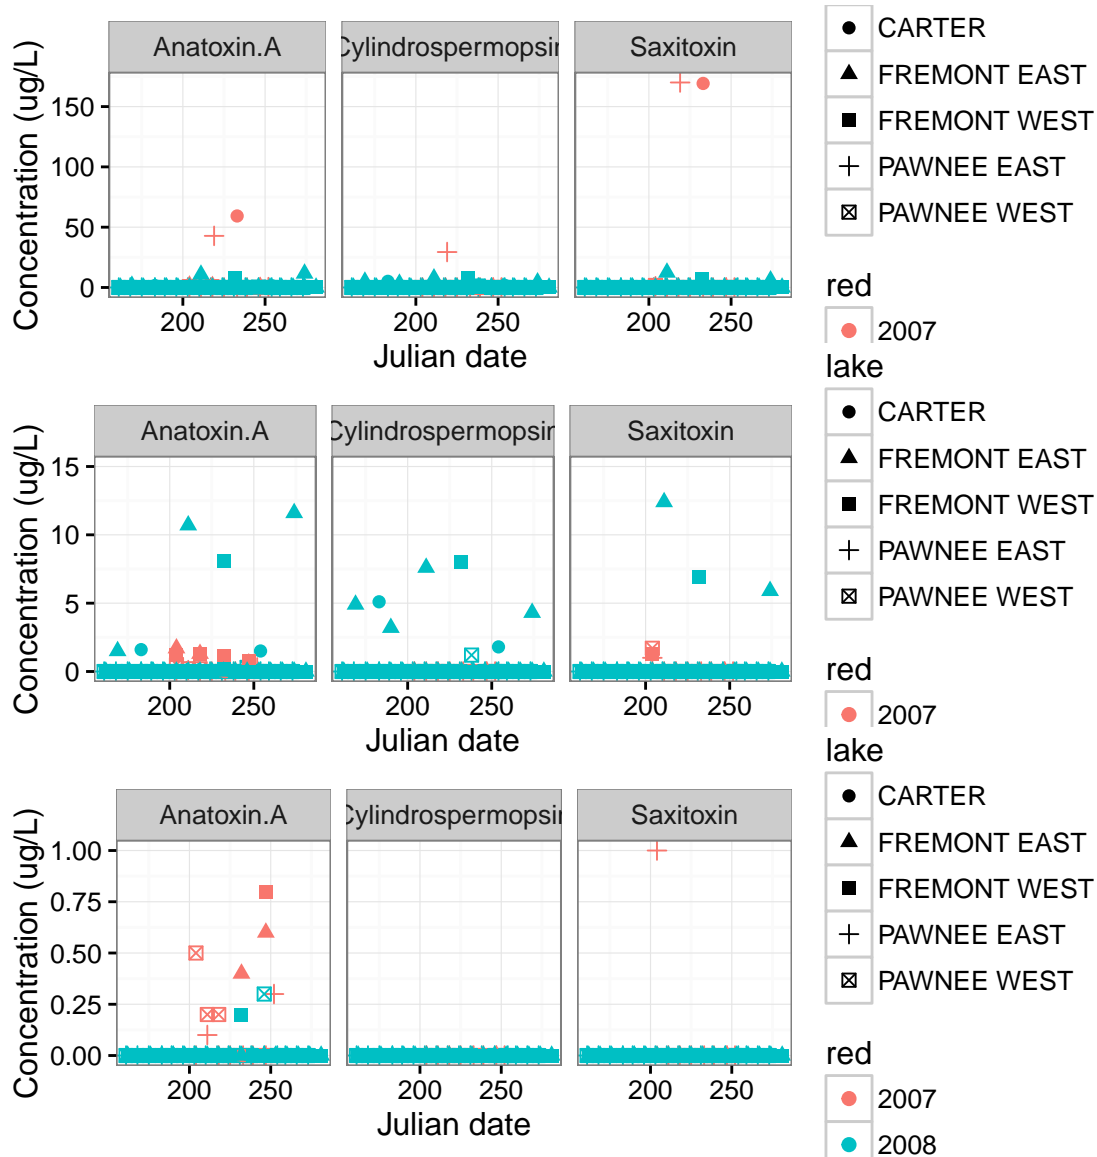 Anatoxin.A Cylindrospermopsin Saxitoxin
Concentration (ug/L)
150
100
50
0
200 250 200 250 200 250
Julian date
CARTER
FREMONT EAST
FREMONT WEST
PAWNEE EAST
PAWNEE WEST
red
2007
Anatoxin.A Cylindrospermopsin Saxitoxin
Concentration (ug/L)
15
10
5
0
200 250 200 250 200 250
Julian date
lake
CARTER
FREMONT EAST
FREMONT WEST
PAWNEE EAST
PAWNEE WEST
red
2007
Anatoxin.A Cylindrospermopsin Saxitoxin
Concentration (ug/L)
1.00
0.75
0.50
0.25
0.00
200 250 200 250 200 250
Julian date
lake
CARTER
FREMONT EAST
FREMONT WEST
PAWNEE EAST
PAWNEE WEST
red
2007
2008